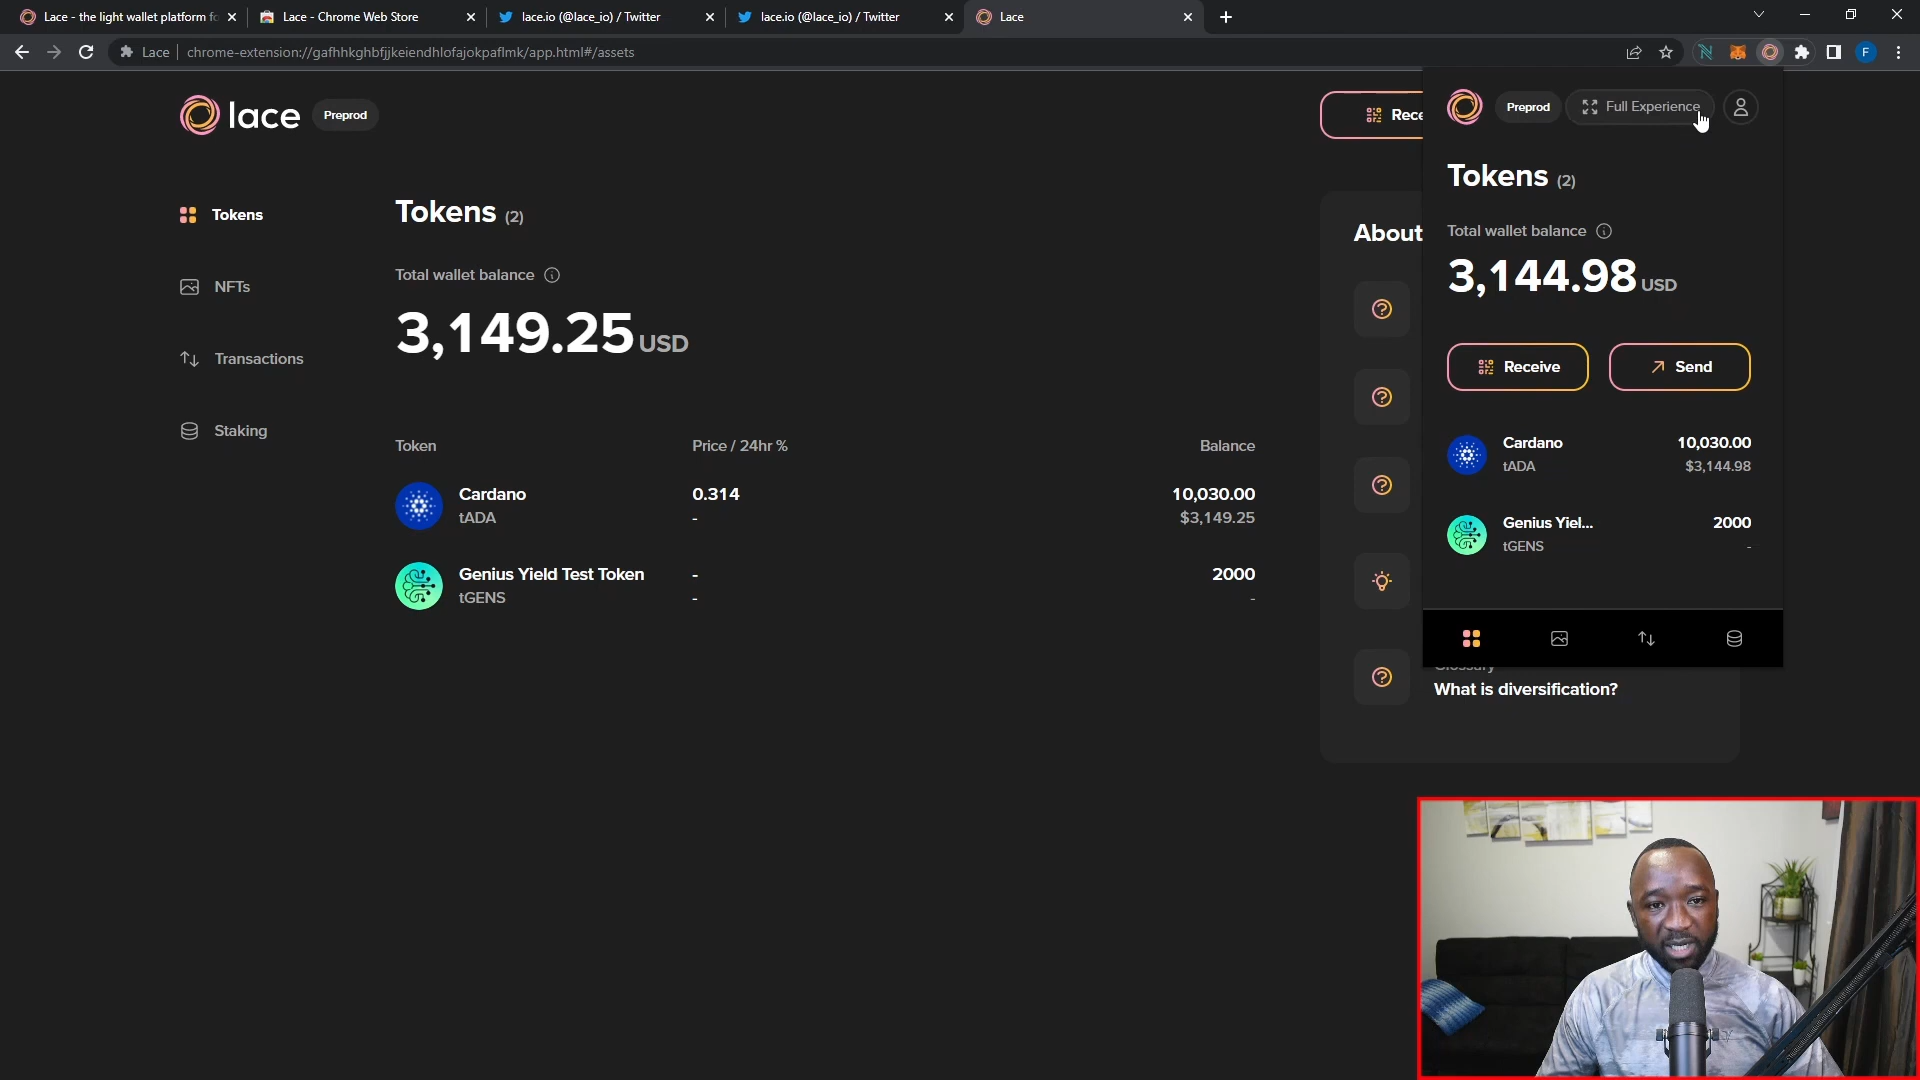 Lace - the light wallet platform fo
Lace - Chrome Web Store
lace.io (@lace_io) / Twitter
lace.io (@lace_io) / Twitter
Lace
Lace
chrome-extension://gafhhkghbfjjkeiendhlofajokpaflmk/app.html#/assets
F
lace
Preprod
Tokens
NFTs
Transactions
Staking
Tokens (2)
Total wallet balance
3,149.25 USD
Token Price / 24hr % Balance
Cardano 0.314 10,030.00
tADA - $3,149.25
Genius Yield Test Token - 2000
tGENS - -
Rece
About
Glossary
What is diversification?
Preprod
Full Experience
Tokens (2)
Total wallet balance
3,144.98 USD
Receive
Send
Cardano 10,030.00
tADA $3,144.98
Genius Yiel... 2000
tGENS -